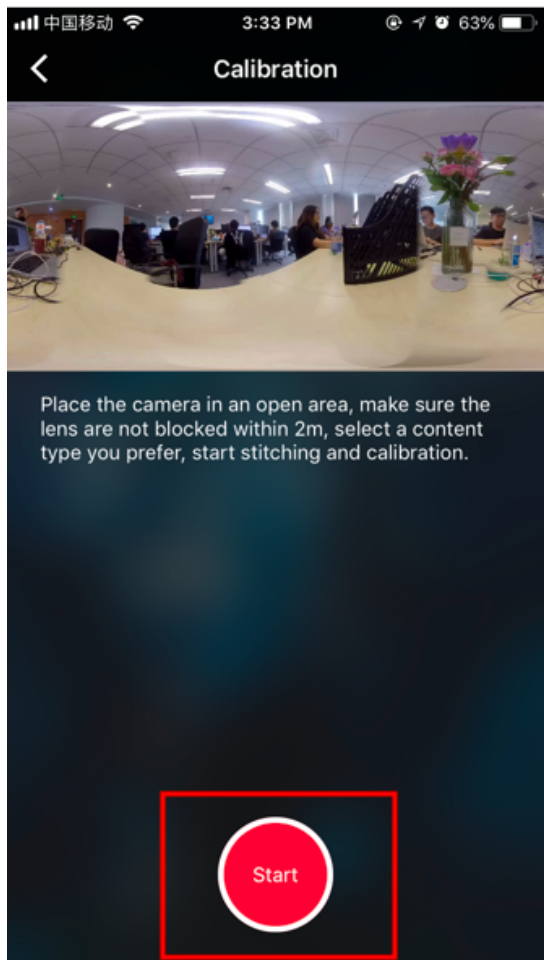 中国移动 3:33 PM 63%
Calibration
Place the camera in an open area, make sure the
lens are not blocked within 2m, select a content
type you prefer, start stitching and calibration.
Start